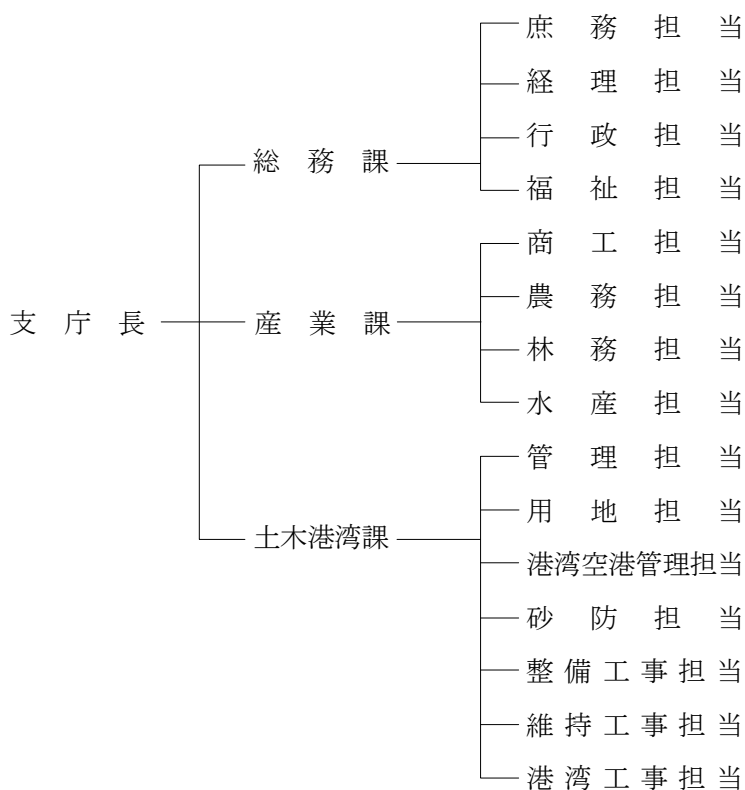 支庁長
総務課
庶務担当
経理担当
行政担当
福祉担当
産業課
商工担当
農務担当
林務担当
水産担当
土木港湾課
管理担当
用地担当
港湾空港管理担当
砂防担当
整備工事担当
維持工事担当
港湾工事担当